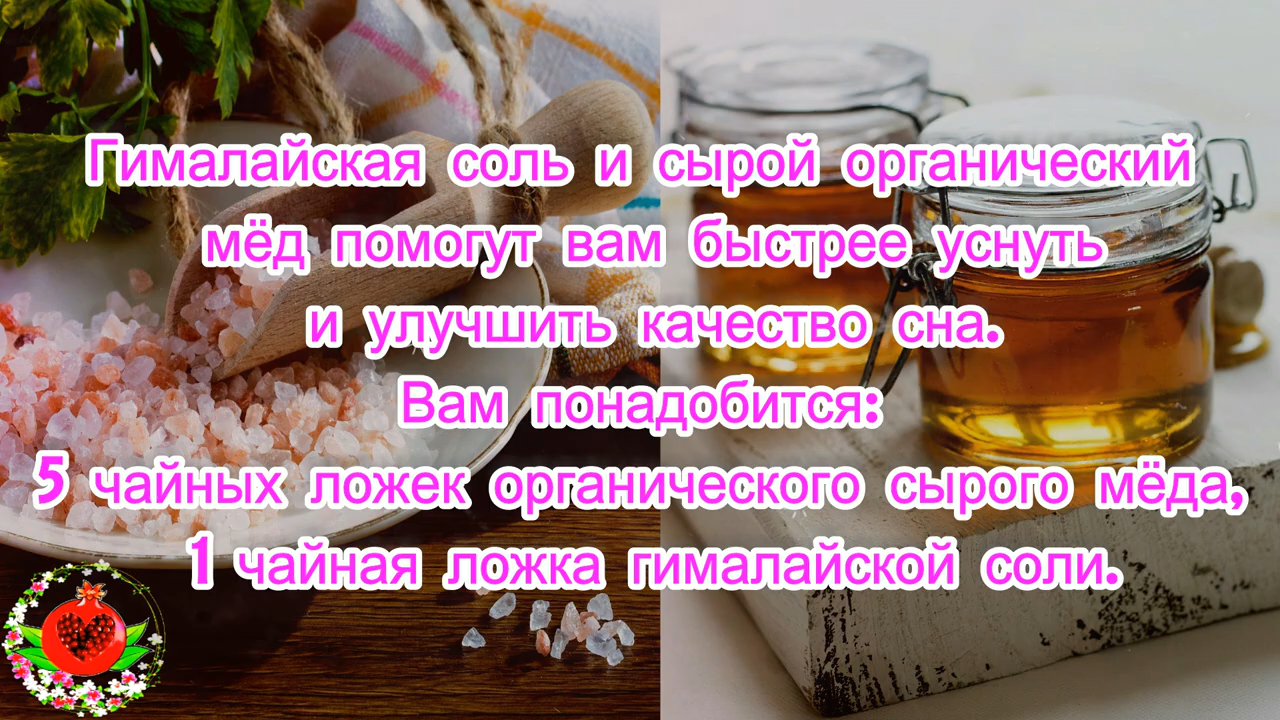 Гималайская соль и сырой органический
мёд помогут вам быстрее уснуть
и улучшить качество сна.
Вам понадобится:
5 чайных ложек органического сырого мёда,
1 чайная ложка гималайской соли.